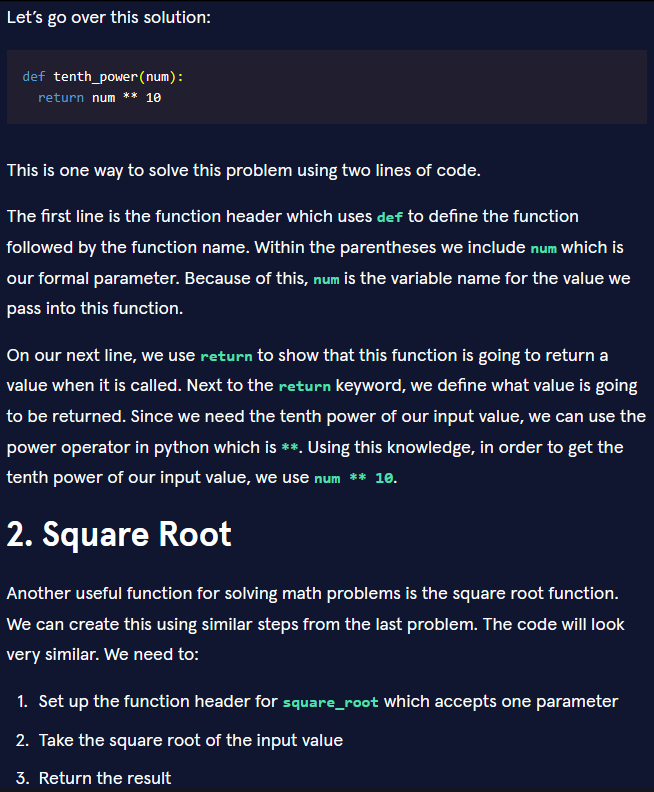 Let’s go over this solution:
def tenth_power(num):
  return num ** 10
This is one way to solve this problem using two lines of code.
The first line is the function header which uses def to define the function
followed by the function name. Within the parentheses we include num which is
our formal parameter. Because of this, num is the variable name for the value we
pass into this function.
On our next line, we use return to show that this function is going to return a
value when it is called. Next to the return keyword, we define what value is going
to be returned. Since we need the tenth power of our input value, we can use the
power operator in python which is **. Using this knowledge, in order to get the
tenth power of our input value, we use num ** 10.
2. Square Root
Another useful function for solving math problems is the square root function.
We can create this using similar steps from the last problem. The code will look
very similar. We need to:
1. Set up the function header for square_root which accepts one parameter
2. Take the square root of the input value
3. Return the result